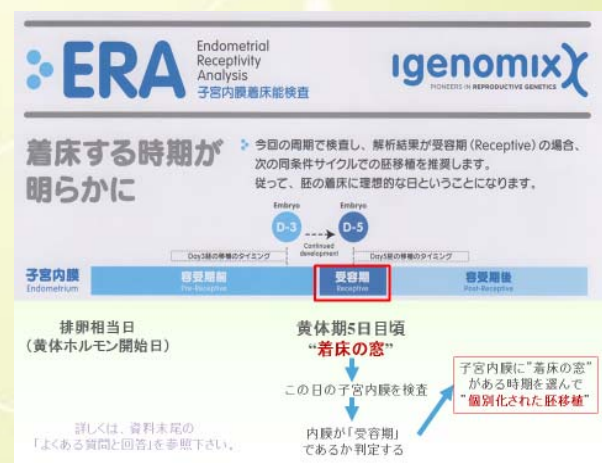 ERA
Endometrial
Receptivity
Analysis
子宮内膜着床能検査
Igenomix
PIONEERS IN REPRODUCTIVE GENETICS
着床する時期が
明らかに
今回の周期で検査し、解析結果が受容期(Receptive)の場合、
次の同条件サイクルでの胚移植を推奨します。
従って、胚の着床に理想的な日ということになります。
Embryo
D-3
Continued
development
Embryo
D-5
Day3胚の移植のタイミング
Day5胚の移植のタイミング
子宮内膜
Endometrium
容受期前
Pre-Receptive
受容期
Receptive
容受期後
Post-Receptive
排卵相当日
(黄体ホルモン開始日)
黄体期5日目頃
“着床の窓”
この日の子宮内膜を検査
内膜が「受容期」
であるか判定する
子宮内膜に“着床の窓”
がある時期を選んで
“個別化された胚移植”
詳しくは、資料末尾の
「よくある質問と回答」を参照下さい。